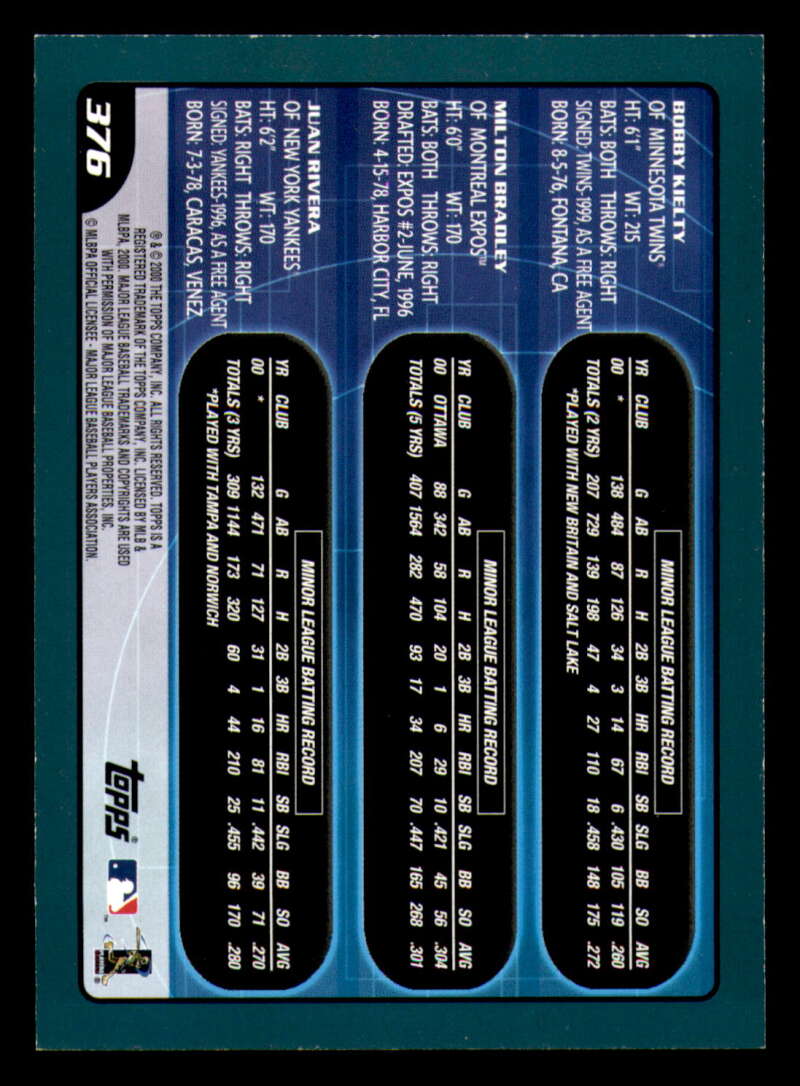 BOBBY KIELTY
OF MINNESOTA TWINS®
HT: 6'1" WT: 215
BATS: BOTH THROWS: RIGHT
SIGNED: TWINS-1999, AS A FREE AGENT
BORN: 8-5-76, FONTANA, CA
MINOR LEAGUE BATTING RECORD
YR CLUB G AB R H 2B 3B HR RBI SB SLG BB SO AVG
00 * 138 484 87 126 34 3 14 67 6 .430 105 119 .260
TOTALS (2 YRS) 207 729 139 198 47 4 27 110 18 .458 148 175 .272
*PLAYED WITH NEW BRITAIN AND SALT LAKE
MILTON BRADLEY
OF MONTREAL EXPOS™
HT: 6'0" WT: 170
BATS: BOTH THROWS: RIGHT
DRAFTED: EXPOS #2-JUNE, 1996
BORN: 4-15-78, HARBOR CITY, FL
MINOR LEAGUE BATTING RECORD
YR CLUB G AB R H 2B 3B HR RBI SB SLG BB SO AVG
00 OTTAWA 88 342 58 104 20 1 6 29 10 .421 45 56 .304
TOTALS (5 YRS) 407 1564 282 470 93 17 34 207 70 .447 165 268 .301
JUAN RIVERA
OF NEW YORK YANKEES
HT: 6'2" WT: 170
BATS: RIGHT THROWS: RIGHT
SIGNED: YANKEES-1996, AS A FREE AGENT
BORN: 7-3-78, CARACAS, VENEZ.
MINOR LEAGUE BATTING RECORD
YR CLUB G AB R H 2B 3B HR RBI SB SLG BB SO AVG
00 * 132 471 71 127 31 1 16 81 11 .442 39 71 .270
TOTALS (3 YRS) 309 1144 173 320 60 4 44 210 25 .455 96 170 .280
*PLAYED WITH TAMPA AND NORWICH
376
® & © 2000 THE TOPPS COMPANY, INC. ALL RIGHTS RESERVED. TOPPS IS A
REGISTERED TRADEMARK OF THE TOPPS COMPANY, INC. LICENSED BY MLB &
MLBPA, 2000. MAJOR LEAGUE BASEBALL TRADEMARKS AND COPYRIGHTS ARE USED
WITH PERMISSION OF MAJOR LEAGUE BASEBALL PROPERTIES, INC.
© MLBPA OFFICIAL LICENSEE - MAJOR LEAGUE BASEBALL PLAYERS ASSOCIATION.
topps®